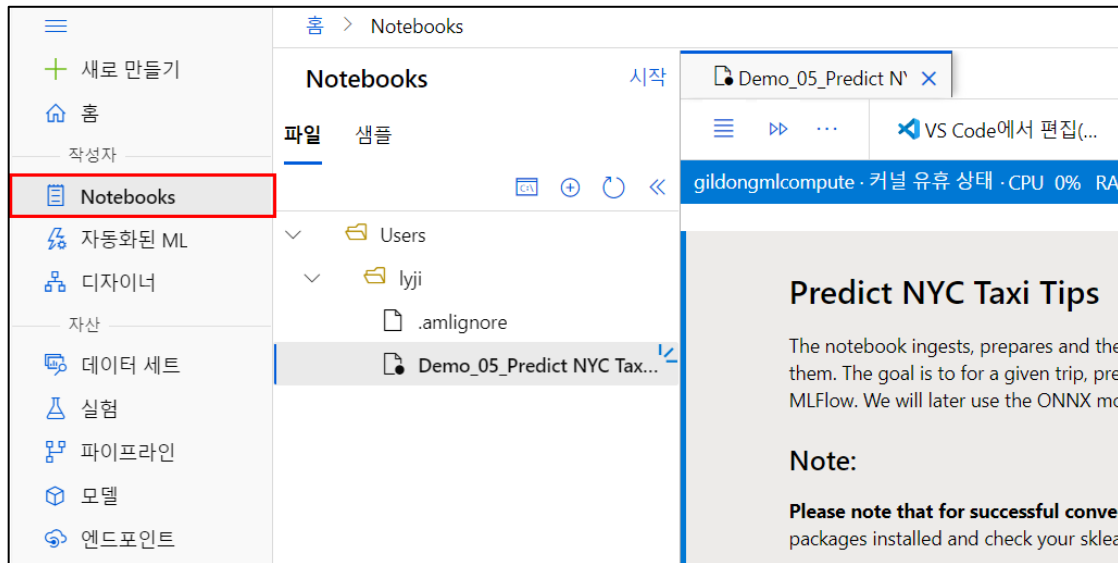 홈 > Notebooks
새로 만들기
홈
작성자
Notebooks
자동화된 ML
디자이너
자산
데이터 세트
실험
파이프라인
모델
엔드포인트
Notebooks 시작
파일 샘플
Users
lyji
.amlignore
Demo_05_Predict NYC Tax...
Demo_05_Predict N
VS Code에서 편집(...
gildongmlcompute · 커널 유휴 상태 · CPU 0% RA
Predict NYC Taxi Tips
The notebook ingests, prepares and the
them. The goal is to for a given trip, pre
MLFlow. We will later use the ONNX mo
Note:
Please note that for successful conve
packages installed and check your sklea